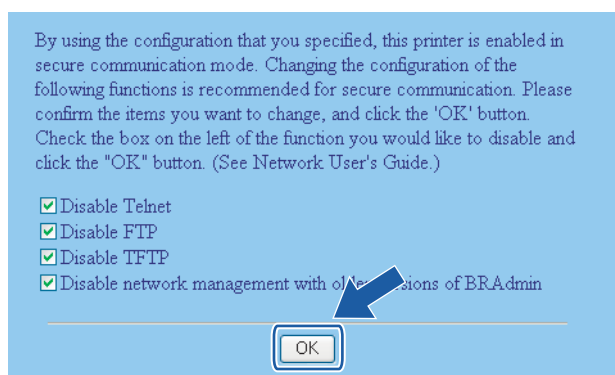 By using the configuration that you specified, this printer is enabled in
secure communication mode. Changing the configuration of the
following functions is recommended for secure communication. Please
confirm the items you want to change, and click the 'OK' button.
Check the box on the left of the function you would like to disable and
click the "OK" button. (See Network User's Guide.)
Disable Telnet
Disable FTP
Disable TFTP
Disable network management with older versions of BRAdmin
OK